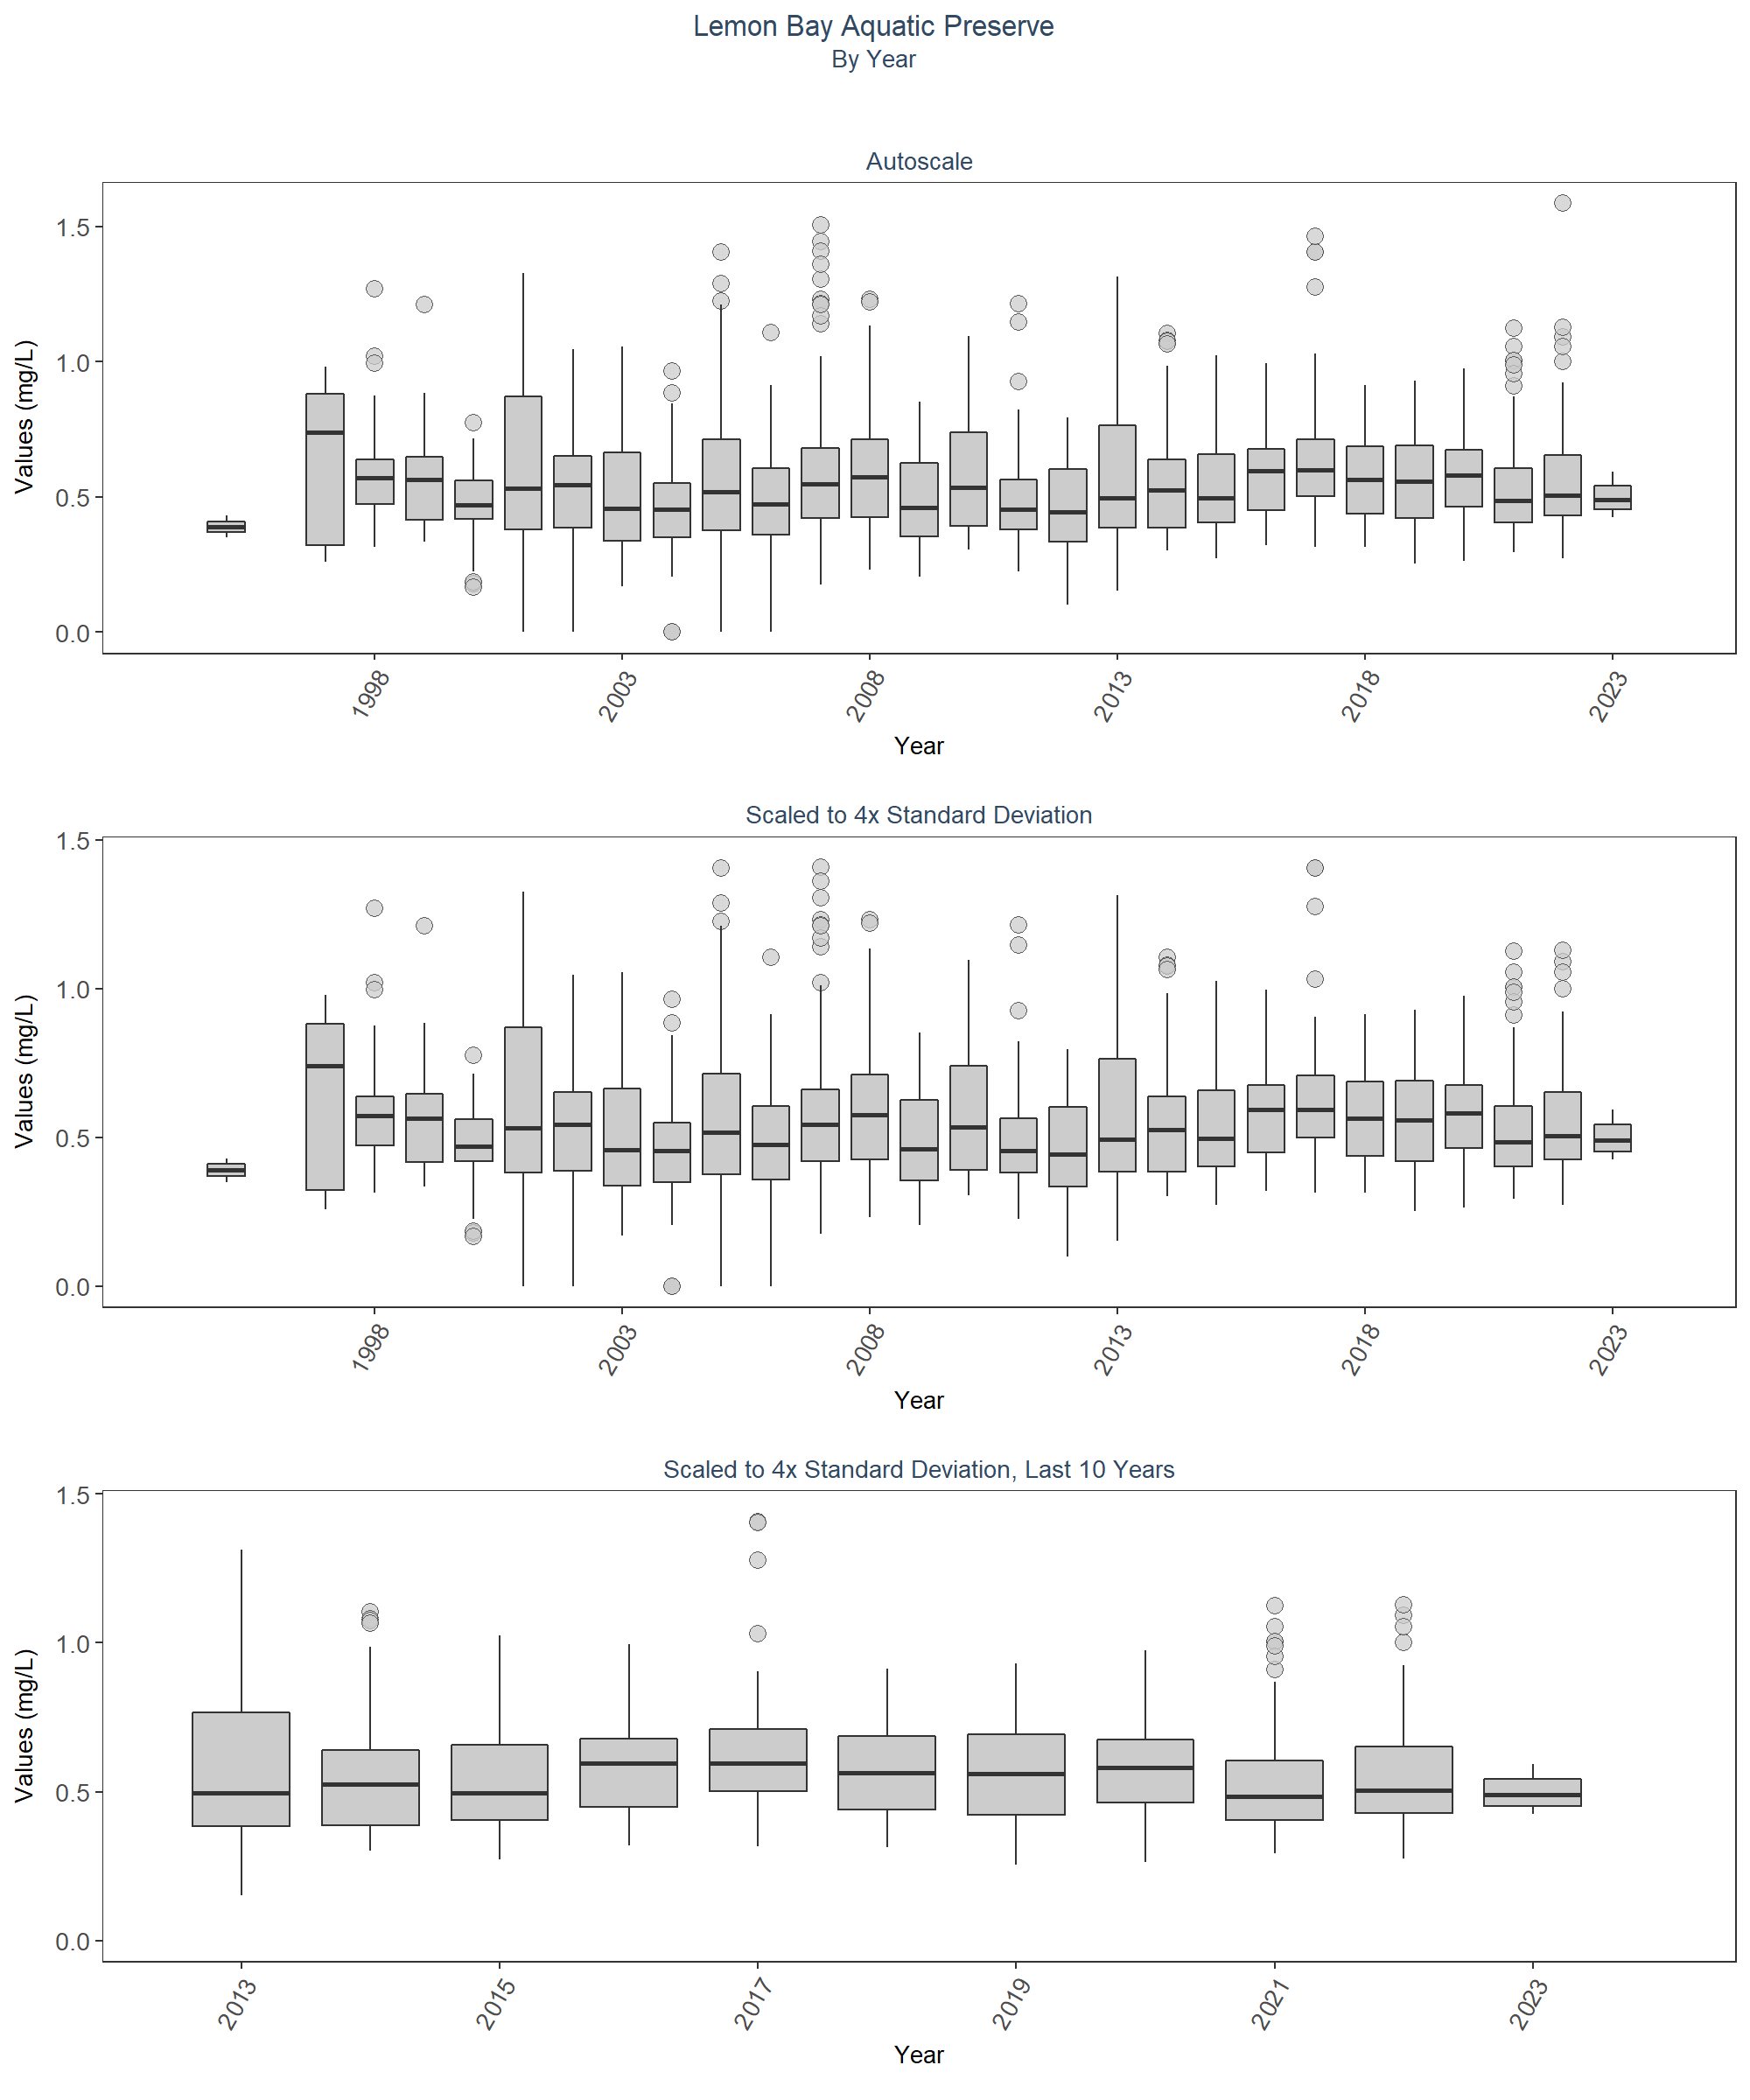 Lemon Bay Aquatic Preserve
By Year
Autoscale
Values (mg/L)
1.5
1.0
0.5
0.0
1998 2003 2008 2013 2018 2023
Year
Scaled to 4x Standard Deviation
Values (mg/L)
1.5
1.0
0.5
0.0
1998 2003 2008 2013 2018 2023
Year
Scaled to 4x Standard Deviation, Last 10 Years
Values (mg/L)
1.5
1.0
0.5
0.0
2013 2015 2017 2019 2021 2023
Year